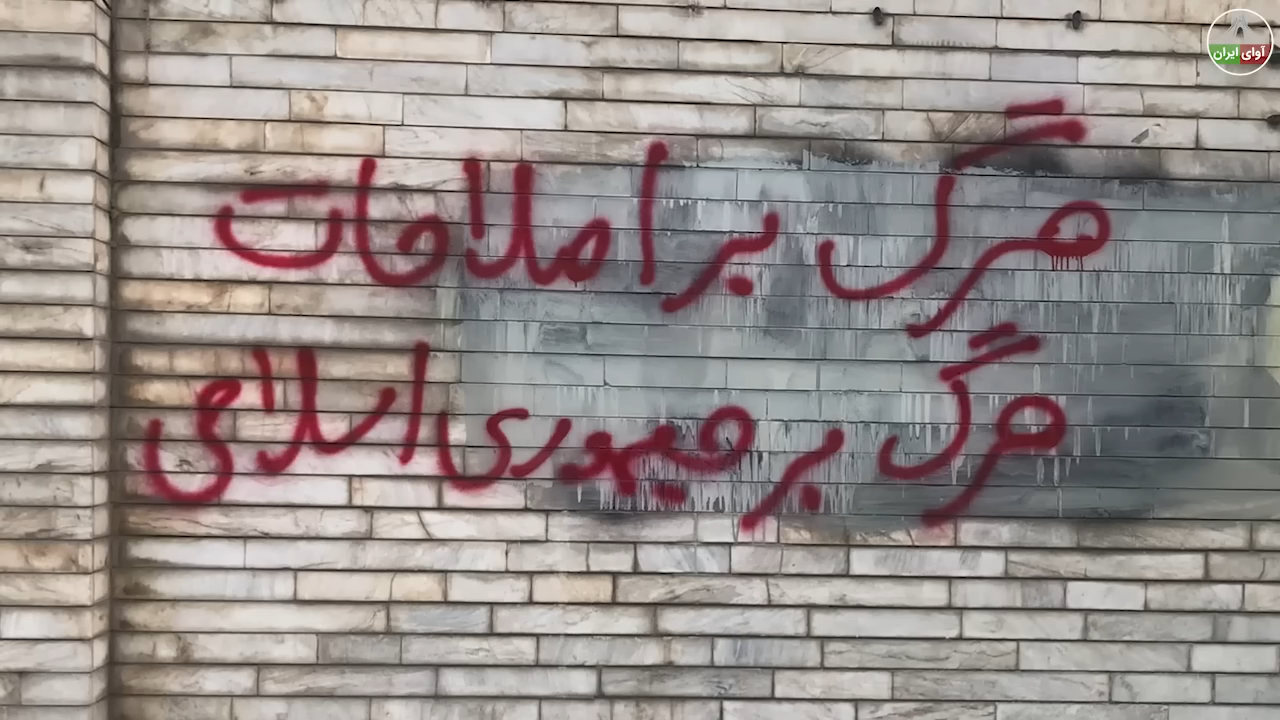 آوای ایران
مرگ بر اصلاحات
مرگ بر جمهوری اسلامی